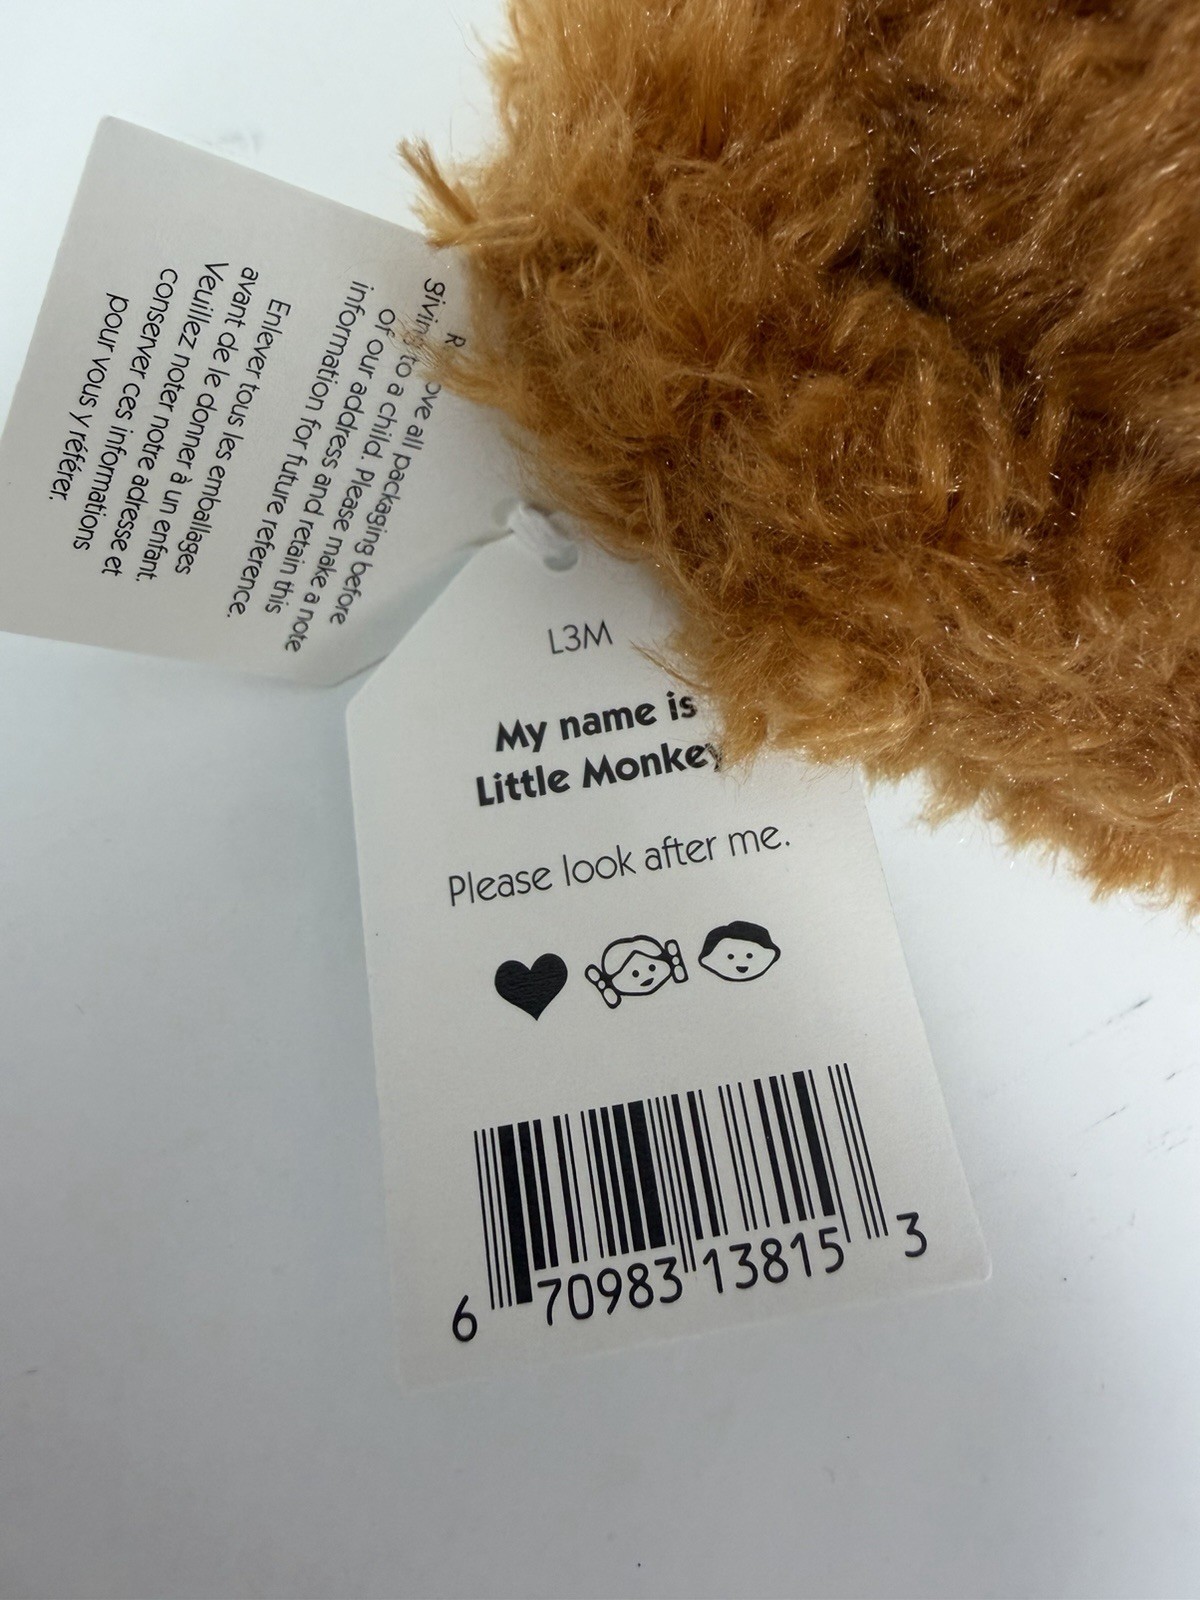 R ove all packaging before
giving to a child. Please make a note
of our address and retain this
information for future reference.
Enlever tous les emballages
avant de le donner à un enfant.
Veuillez noter notre adresse et
conserver ces informations
pour vous y référer.
L3M
My name is
Little Monkey
Please look after me.
6 70983 13815 3